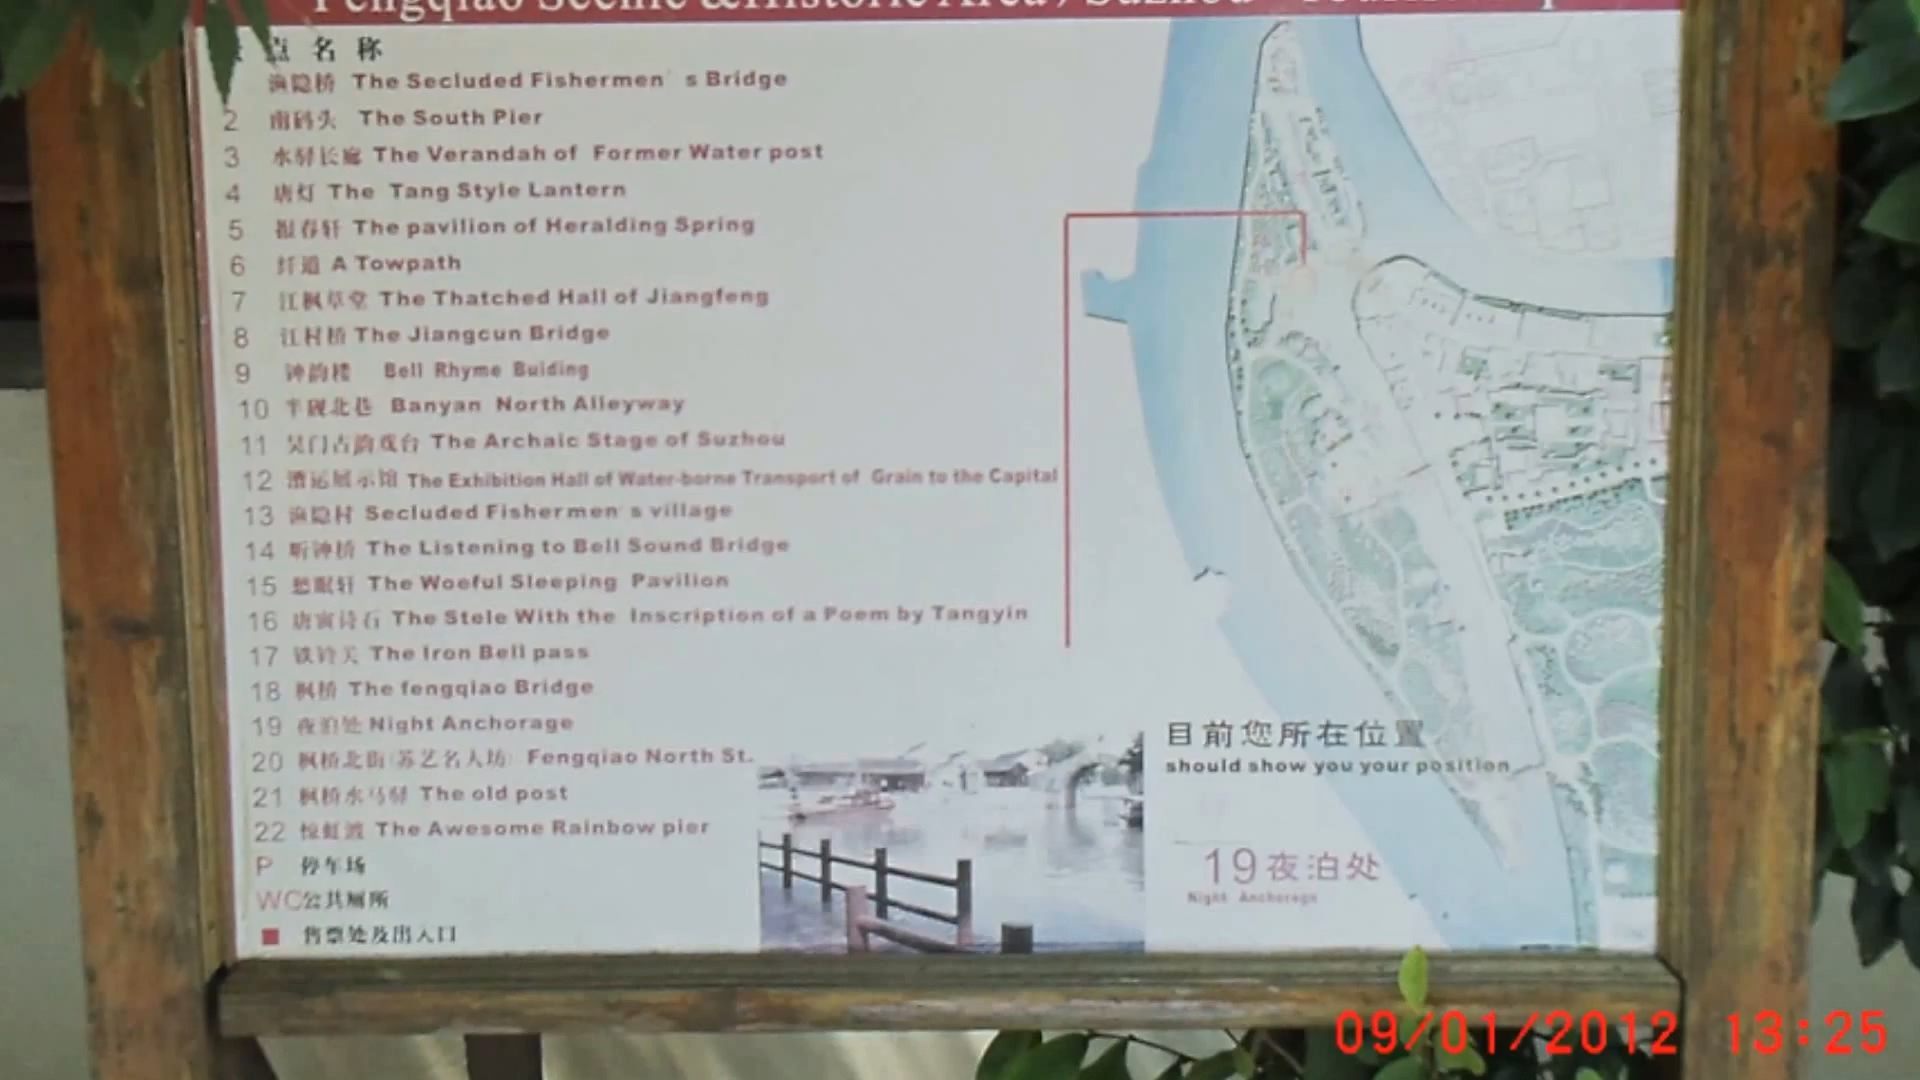 Fengqiao Scenic & Historic Area, Suzhou
点名称
渔隐桥 The Secluded Fishermen's Bridge
2 南码头 The South Pier
3 水驿长廊 The Verandah of Former Water post
4 唐灯 The Tang Style Lantern
5 报春轩 The pavilion of Heralding Spring
6 纤道 A Towpath
7 江枫草堂 The Thatched Hall of Jiangfeng
8 江村桥 The Jiangcun Bridge
9 钟韵楼 Bell Rhyme Buiding
10 半砚北巷 Banyan North Alleyway
11 吴门古韵戏台 The Archaic Stage of Suzhou
12 漕运展示馆 The Exhibition Hall of Water-borne Transport of Grain to the Capital
13 渔隐村 Secluded Fishermen's village
14 听钟桥 The Listening to Bell Sound Bridge
15 愁眠轩 The Woeful Sleeping Pavilion
16 唐寅诗石 The Stele With the Inscription of a Poem by Tangyin
17 铁铃关 The Iron Bell pass
18 枫桥 The fengqiao Bridge
19 夜泊处 Night Anchorage
20 枫桥北街(苏艺名人坊) Fengqiao North St.
21 枫桥水马驿 The old post
22 惊虹渡 The Awesome Rainbow pier
P 停车场
WC 公共厕所
售票处及出入口
目前您所在位置
should show you your position
19 夜泊处
Night Anchorage
09/01/2012 13:25